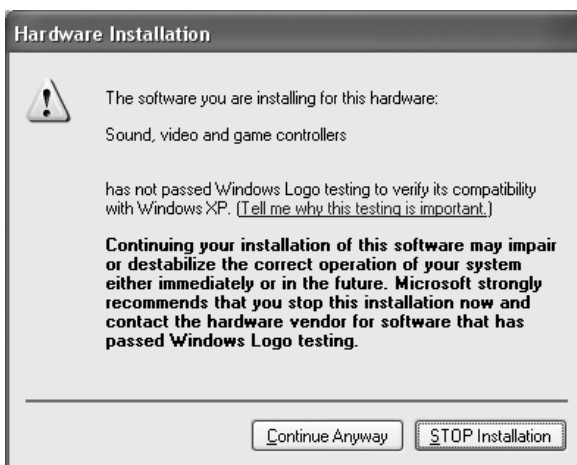 Hardware Installation
The software you are installing for this hardware:
Sound, video and game controllers
has not passed Windows Logo testing to verify its compatibility
with Windows XP. (Tell me why this testing is important.)
Continuing your installation of this software may impair
or destabilize the correct operation of your system
either immediately or in the future. Microsoft strongly
recommends that you stop this installation now and
contact the hardware vendor for software that has
passed Windows Logo testing.
Continue Anyway
STOP Installation